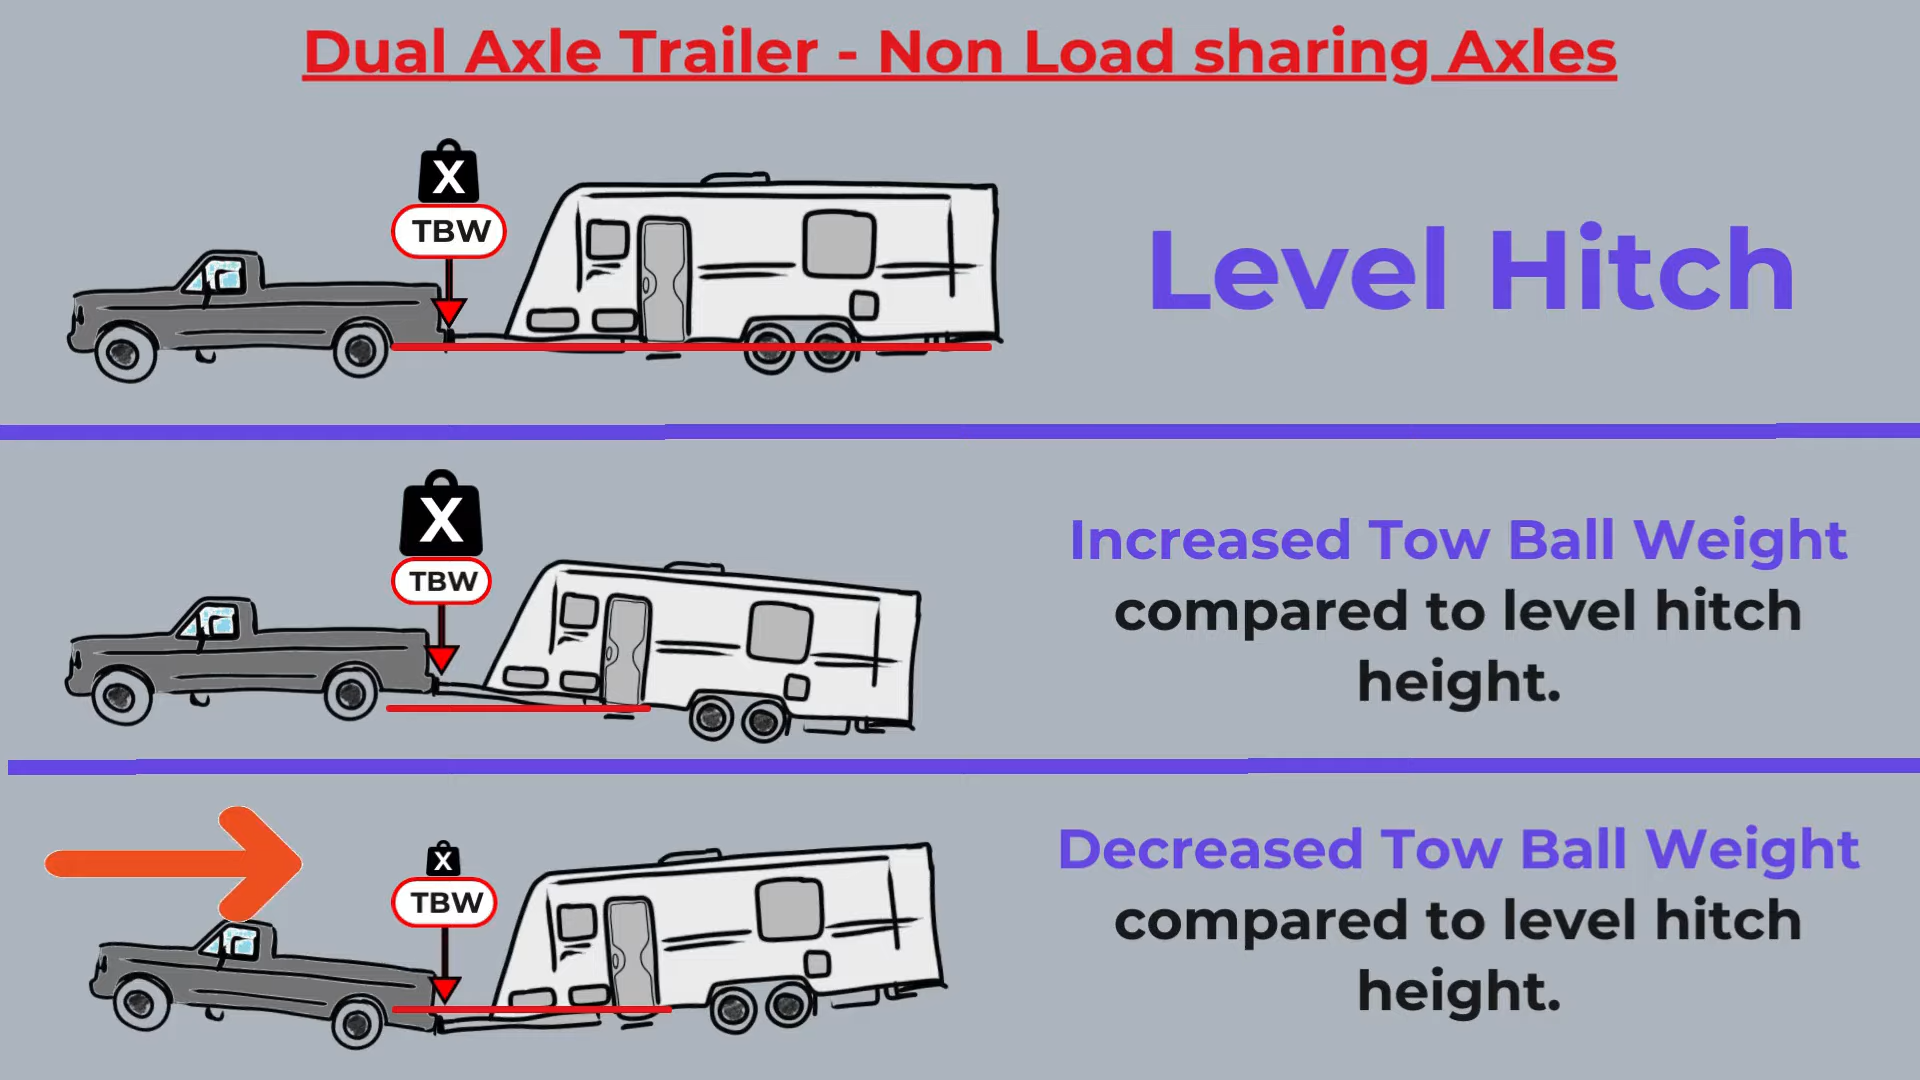 Dual Axle Trailer - Non Load sharing Axles
X
TBW
Level Hitch
X
TBW
Increased Tow Ball Weight
compared to level hitch
height.
X
TBW
Decreased Tow Ball Weight
compared to level hitch
height.